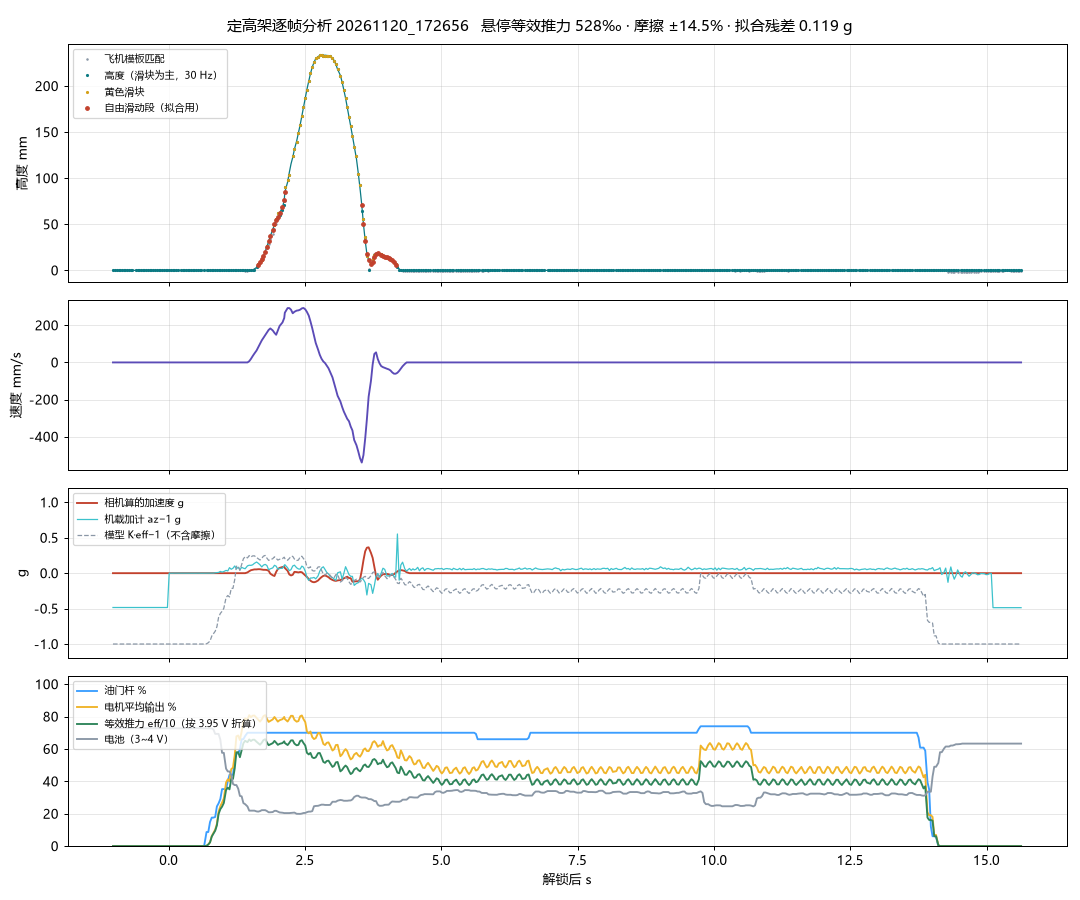 定高架逐帧分析 20261120_172656 悬停等效推力 528‰ · 摩擦 ±14.5% · 拟合残差 0.119 g
飞机模板匹配
高度（滑块为主，30 Hz）
黄色滑块
自由滑动段（拟合用）
高度 mm
200
150
100
50
0
速度 mm/s
200
0
-200
-400
相机算的加速度 g
机载加计 az−1 g
模型 K·eff−1（不含摩擦）
g
1.0
0.5
0.0
-0.5
-1.0
油门杆 %
电机平均输出 %
等效推力 eff/10（按 3.95 V 折算）
电池（3~4 V）
100
80
60
40
20
0
0.0 2.5 5.0 7.5 10.0 12.5 15.0
解锁后 s